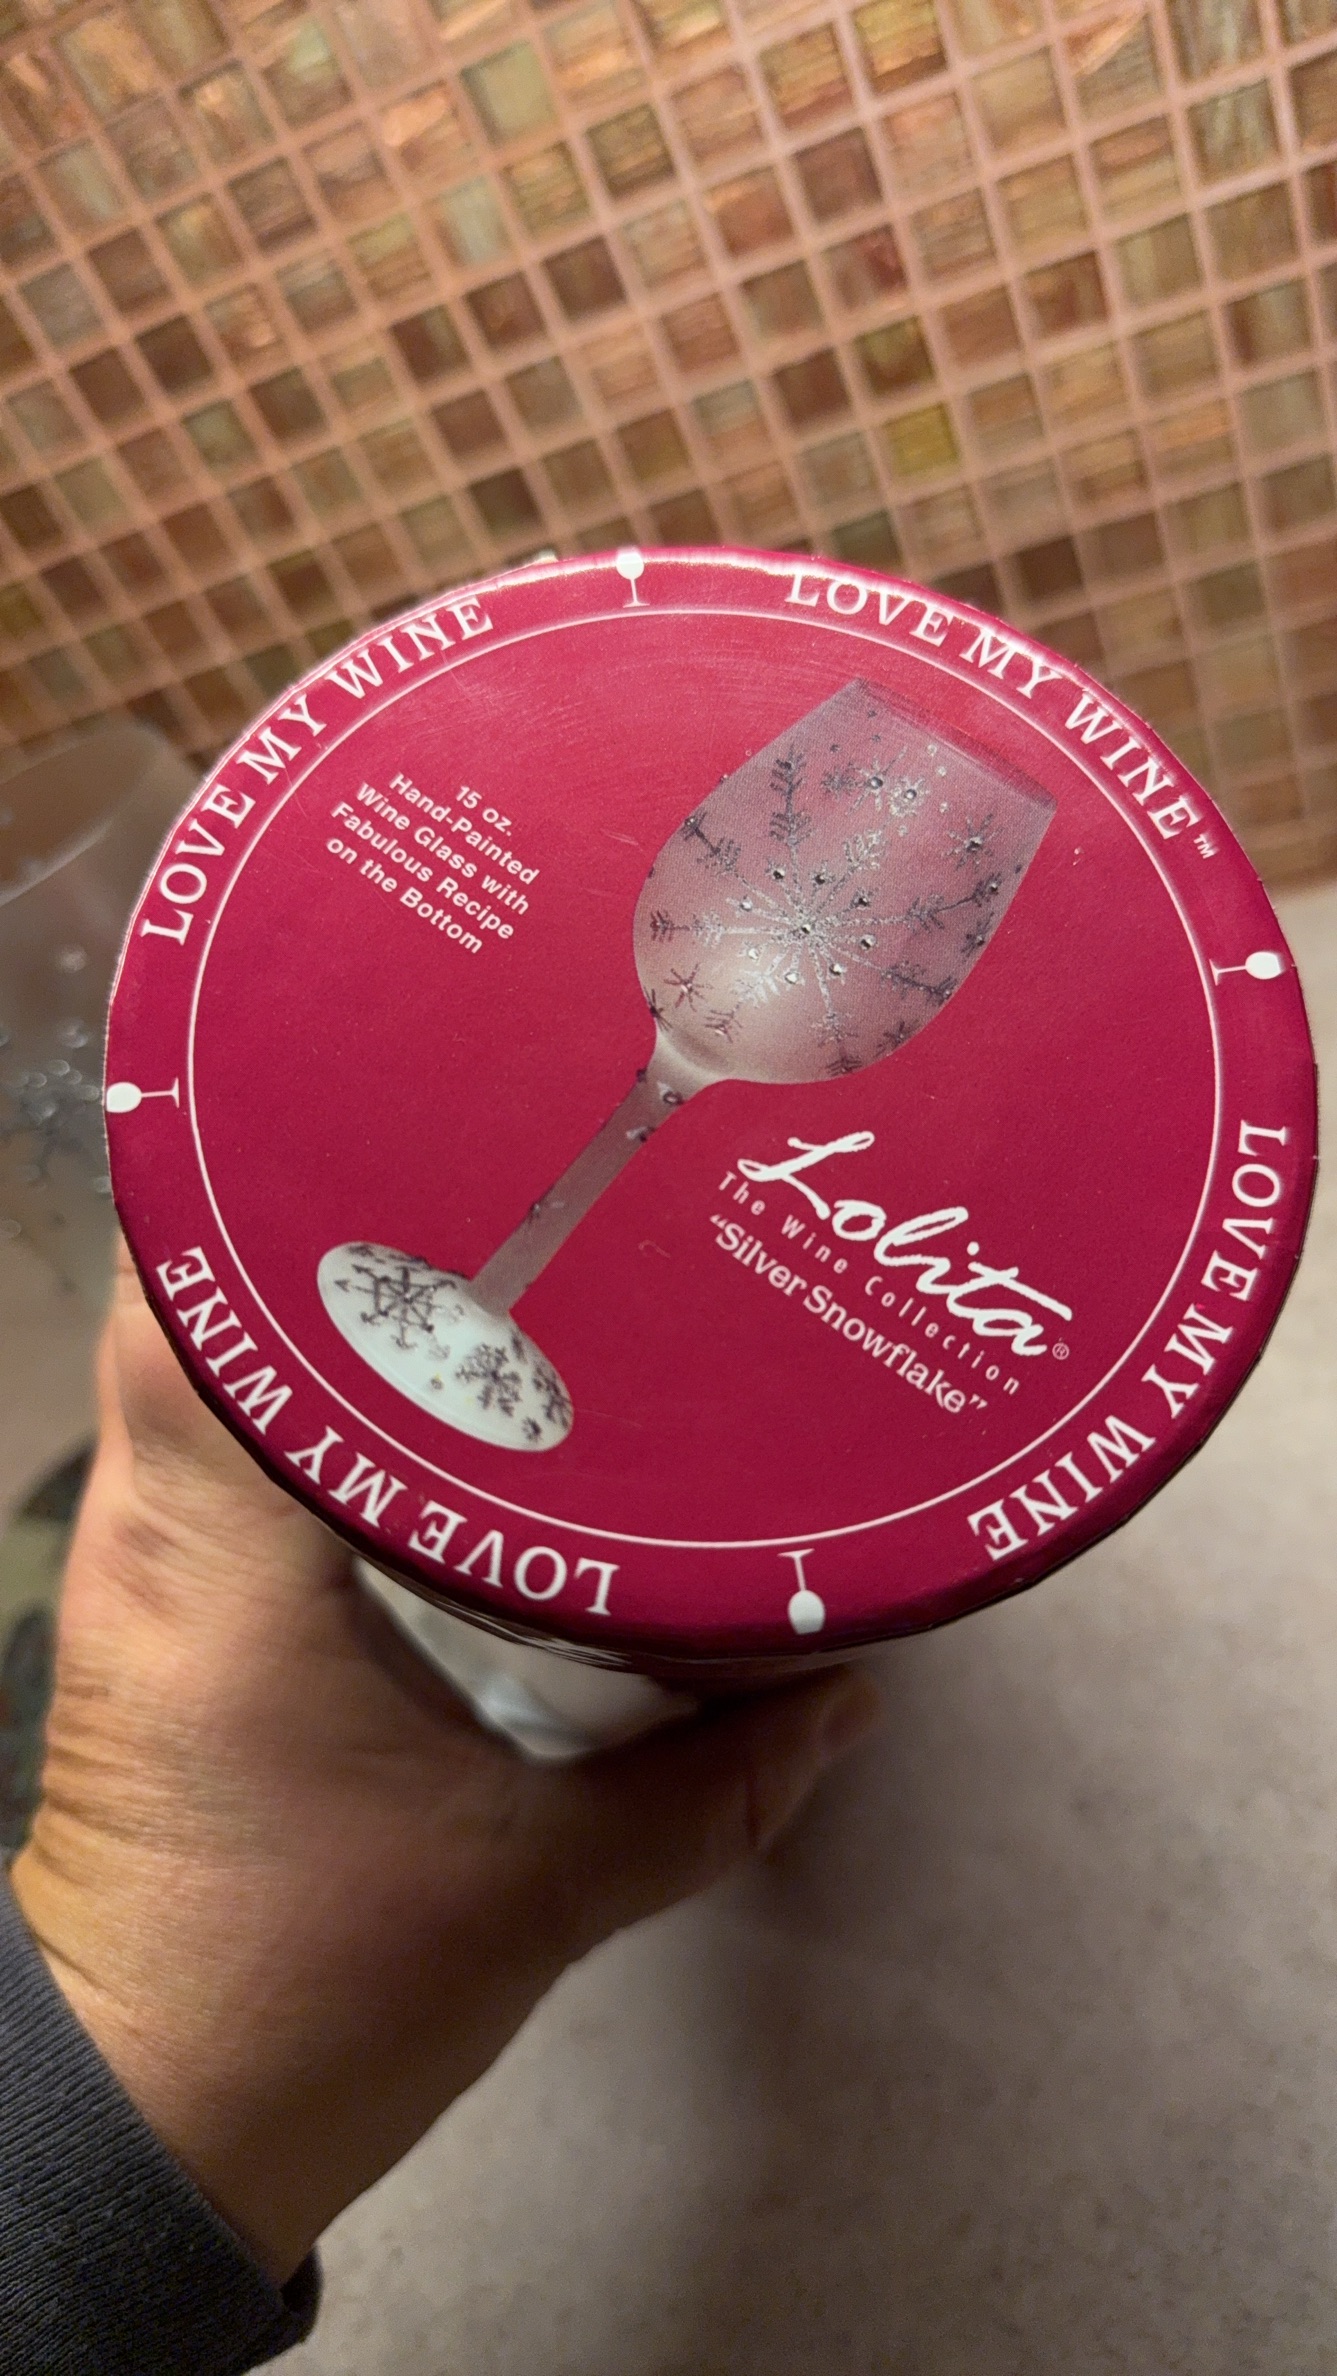 LOVE MY WINE
LOVE MY WINE™
LOVE MY WINE
LOVE MY WINE
15 oz.
Hand-Painted
Wine Glass with
Fabulous Recipe
on the Bottom
Lolita®
The Wine Collection
“Silver Snowflake”